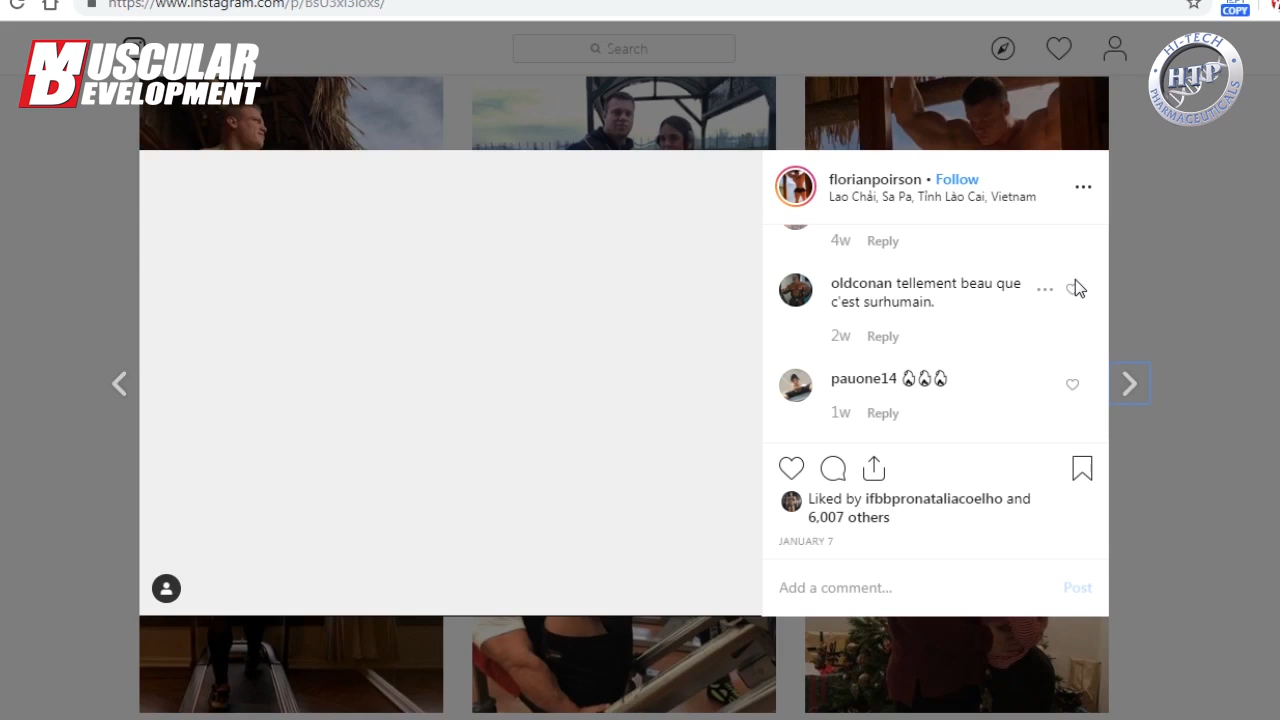 https://www.instagram.com/p/BsU3xI3Ioxs/
COPY
MUSCULAR
DEVELOPMENT
Search
HI-TECH
HTP
PHARMACEUTICALS
florianpoirson • Follow
Lao Chải, Sa Pa, Tỉnh Lào Cai, Vietnam
4w Reply
oldconan tellement beau que
c'est surhumain.
2w Reply
pauone14
1w Reply
Liked by ifbbpronataliacoelho and
6,007 others
JANUARY 7
Add a comment... Post